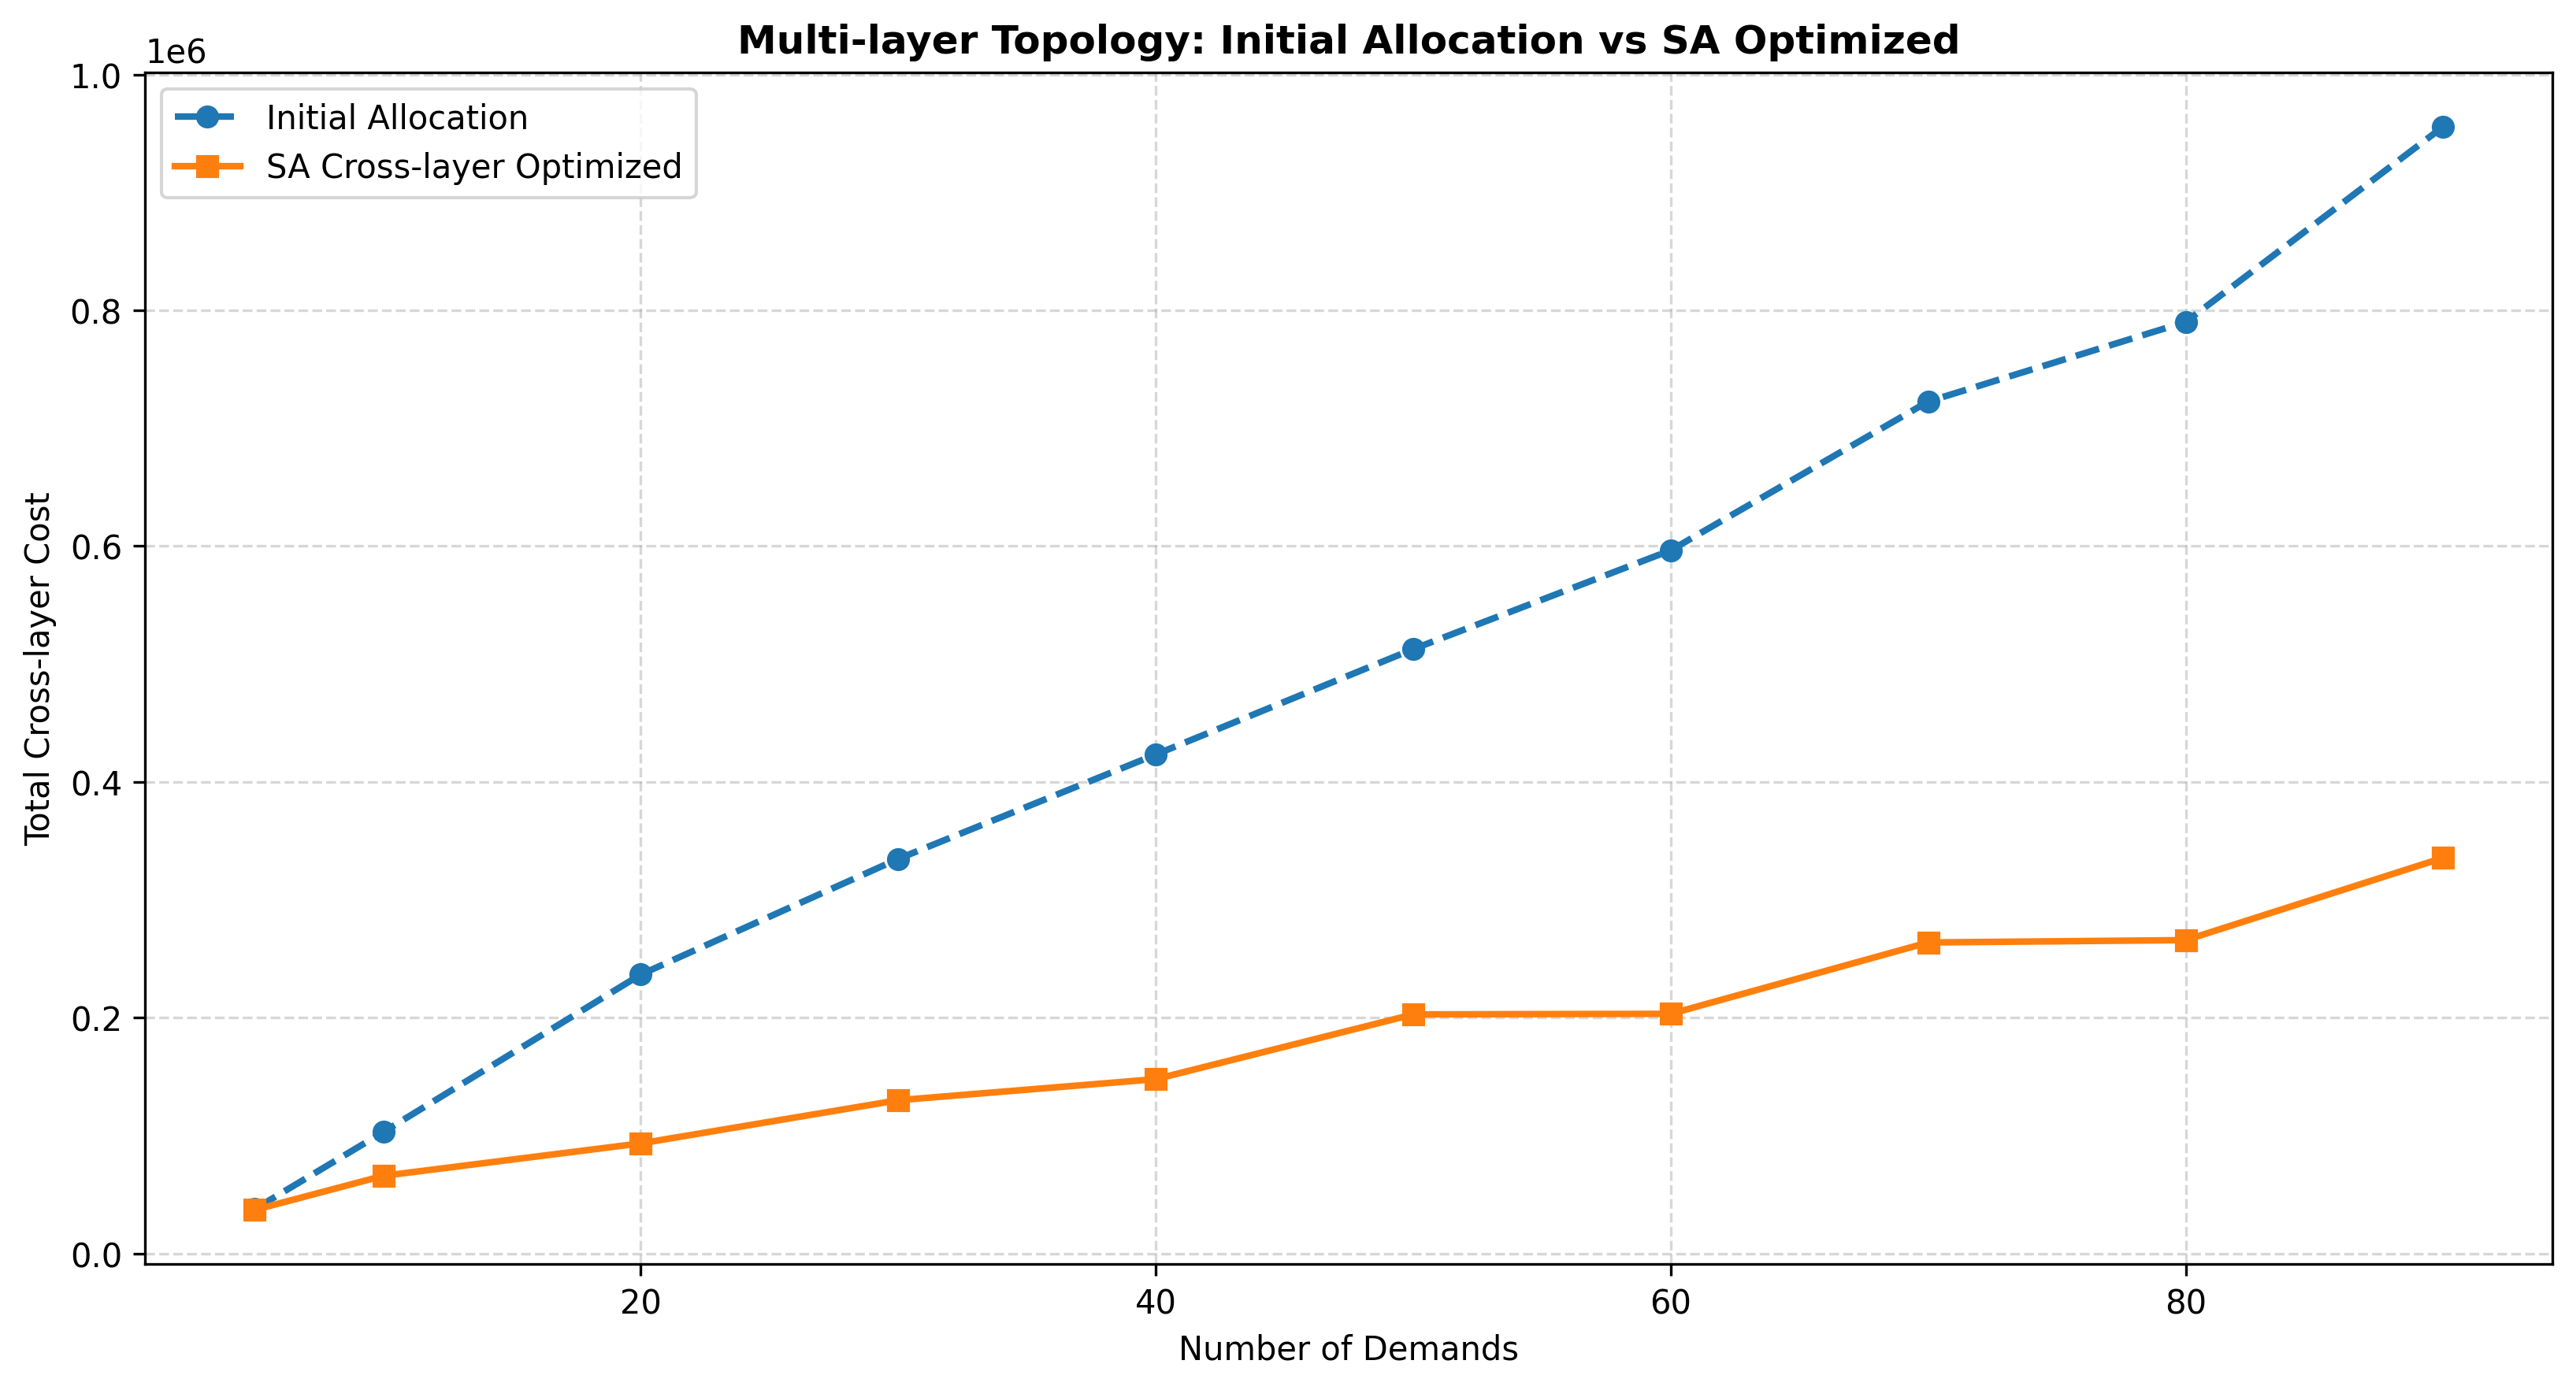 Multi-layer Topology: Initial Allocation vs SA Optimized
1e6
Initial Allocation
SA Cross-layer Optimized
Total Cross-layer Cost
1.0
0.8
0.6
0.4
0.2
0.0
20 40 60 80
Number of Demands